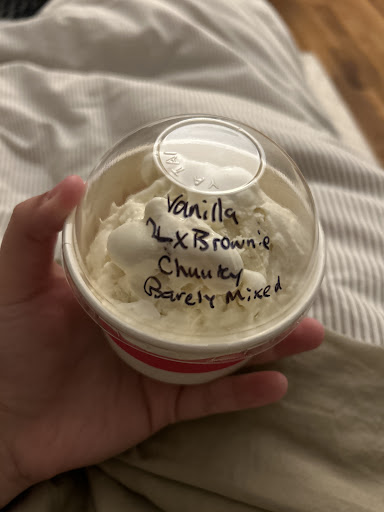 Vanilla
2x Brownie
Chunky
Barely Mixed